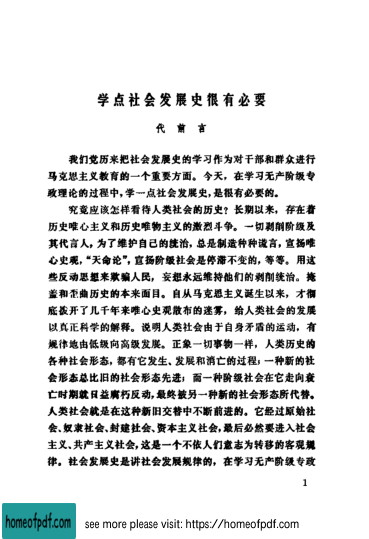 学点社会发展史很有必要
代前言
我们党历来把社会发展史的学习作为对干部和群众进行
马克思主义教育的一个重要方面。今天，在学习无产阶级专
政理论的过程中，学一点社会发展史，是很有必要的。
究竟应该怎样看待人类社会的历史？长期以来，存在着
历史唯心主义和历史唯物主义的激烈斗争。一切剥削阶级及
其代言人，为了维护自己的统治，总是制造种种谎言，宣扬唯
心史观，“天命论”，宣扬阶级社会是停滞不变的，等等。用这
些反动思想来欺骗人民，妄想永远维持他们的剥削统治。掩
盖和歪曲历史的本来面目。自从马克思主义诞生以来，才彻
底拨开了几千年来唯心史观散布的迷雾，给人类社会的发展
以真正科学的解释。说明人类社会由于自身矛盾的运动，有
规律地由低级向高级发展。正象一切事物一样，人类历史的
各种社会形态，都有它发生、发展和消亡的过程；一种新的社
会形态总比旧的社会形态先进；而一种阶级社会在它走向衰
亡时期就日益腐朽反动，最终被另一种新的社会形态所代替。
人类社会就是在这种新旧交替中不断前进的。它经过原始社
会、奴隶社会、封建社会、资本主义社会，最后必然要进入社会
主义、共产主义社会，这是一个不依人们意志为转移的客观规
律。社会发展史是讲社会发展规律的，在学习无产阶级专政
1
homeofpdf.com
see more please visit: https://homeofpdf.com